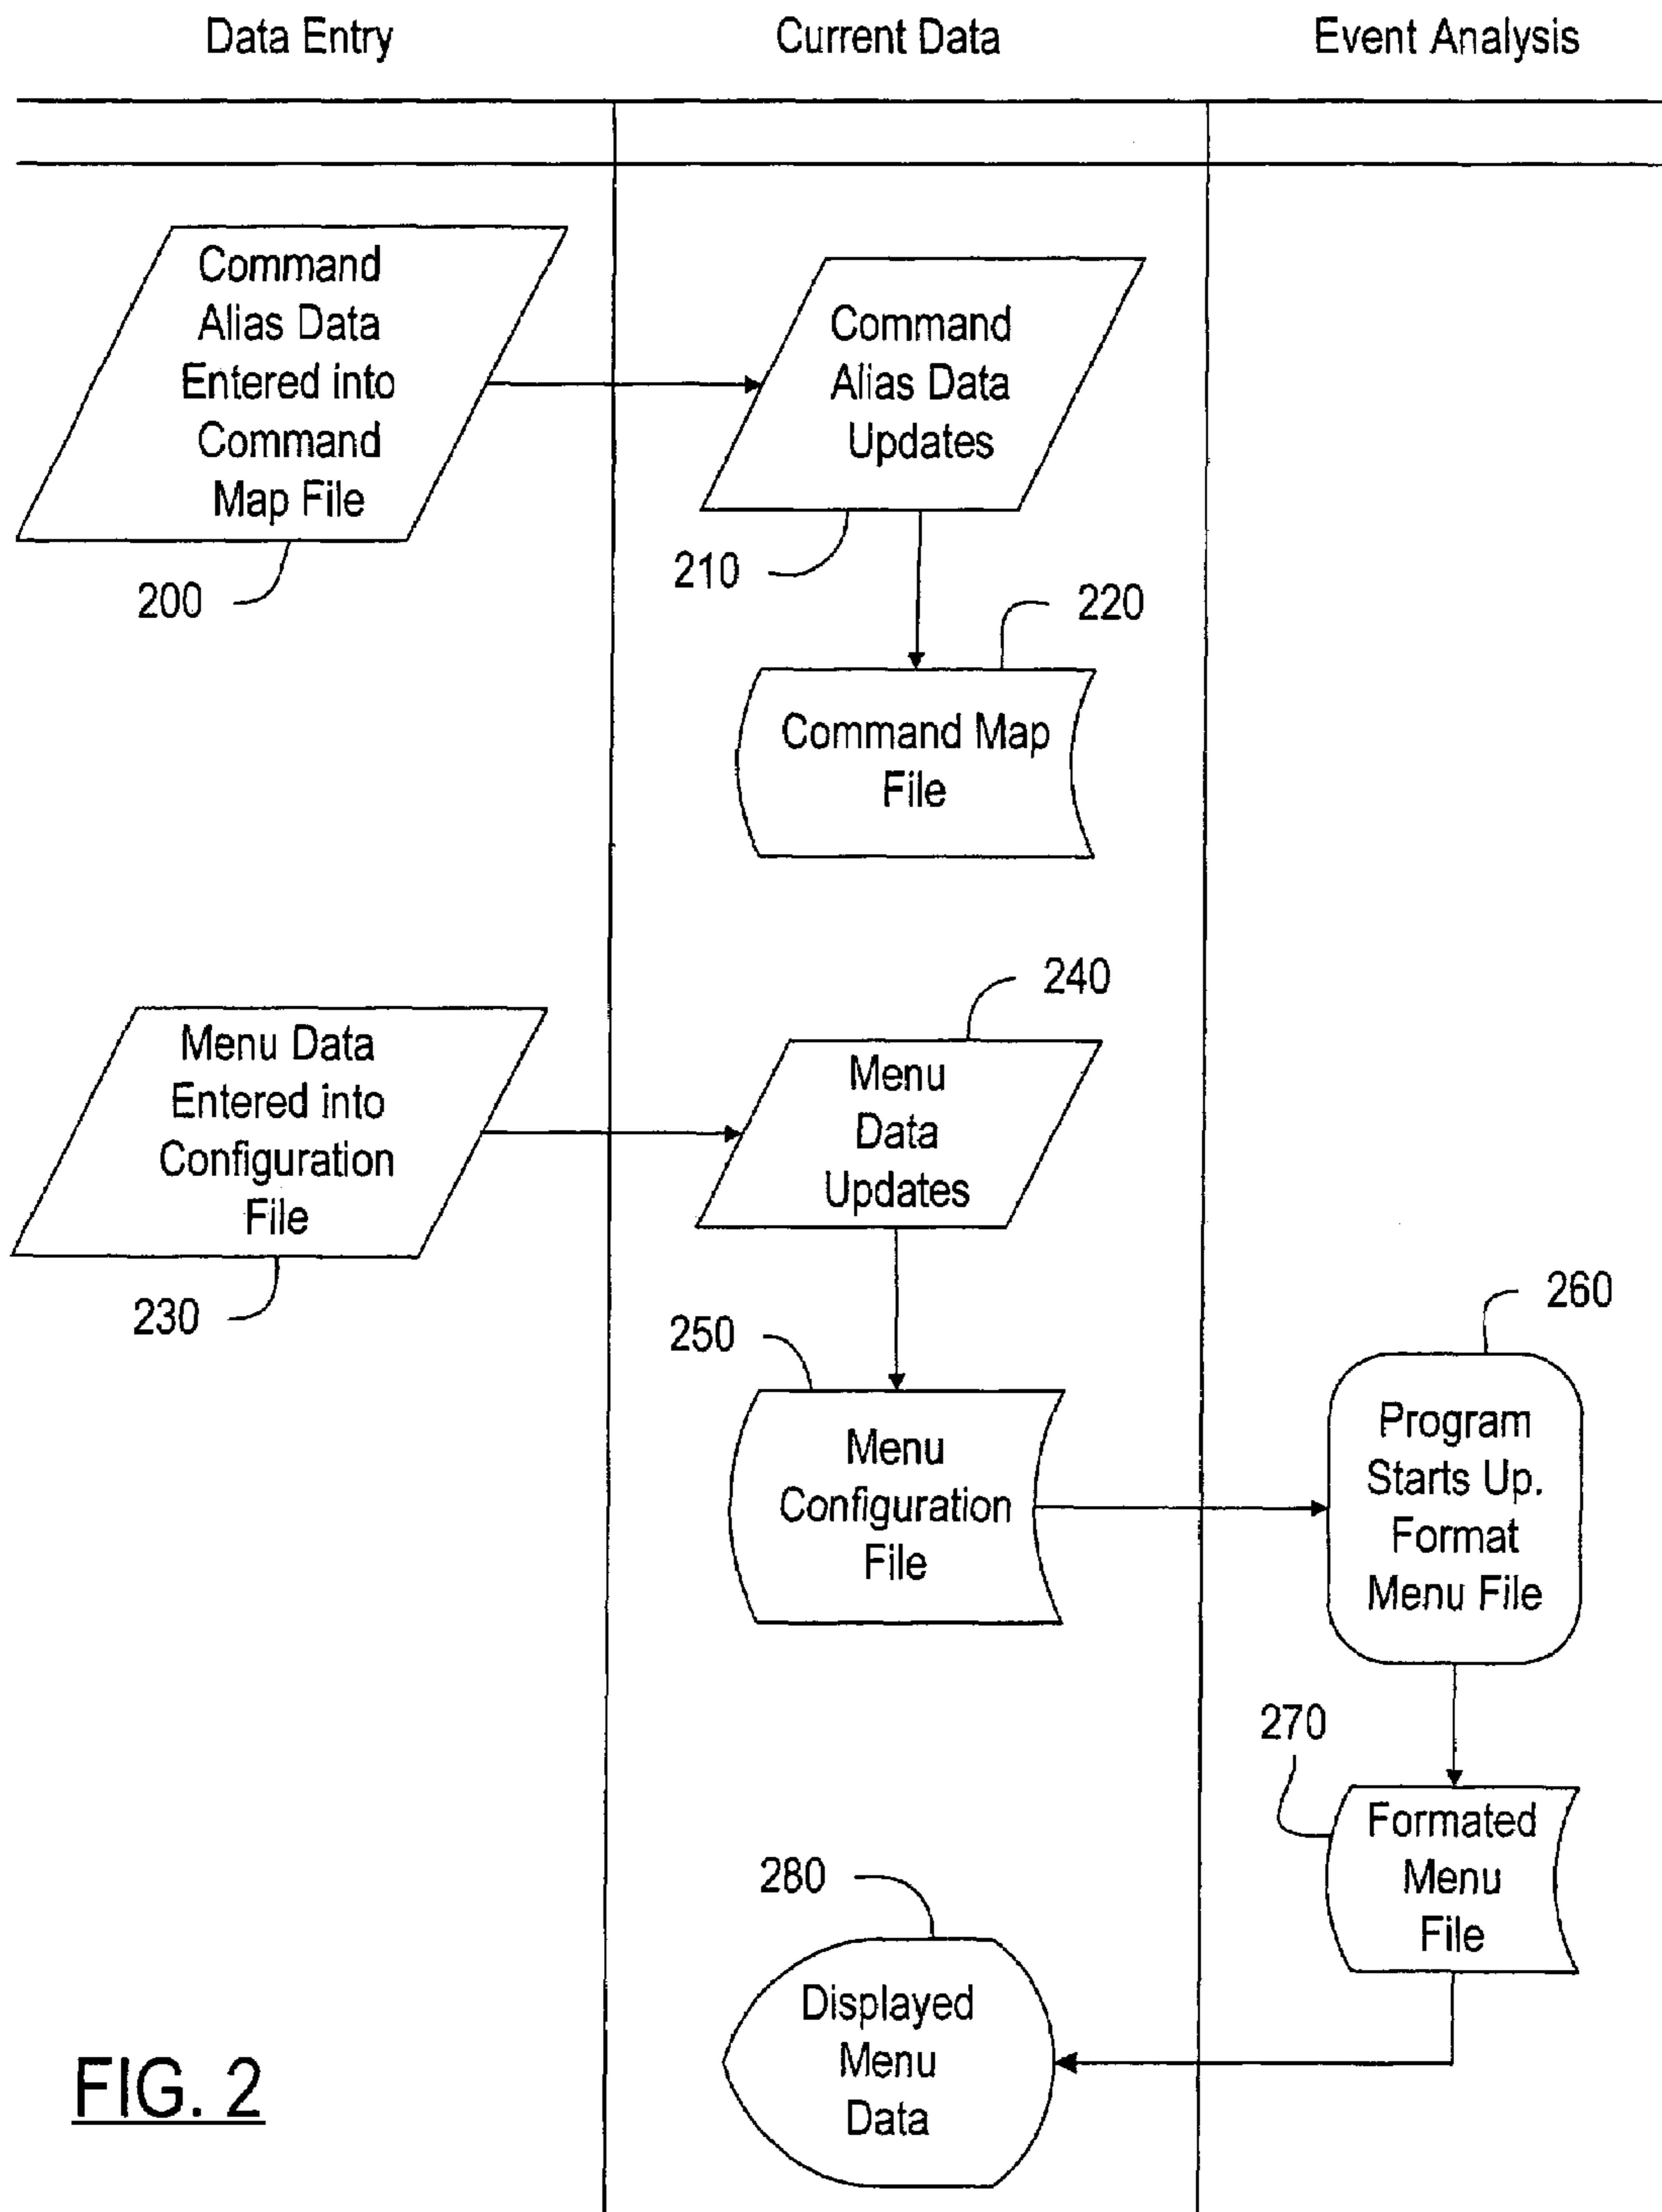 Data Entry
Current Data
Event Analysis
Command
Alias Data
Entered into
Command
Map File
200
Command
Alias Data
Updates
210
220
Command Map
File
Menu Data
Entered into
Configuration
File
230
240
Menu
Data
Updates
250
Menu
Configuration
File
260
Program
Starts Up.
Format
Menu File
270
Formated
Menu
File
280
Displayed
Menu
Data
FIG. 2